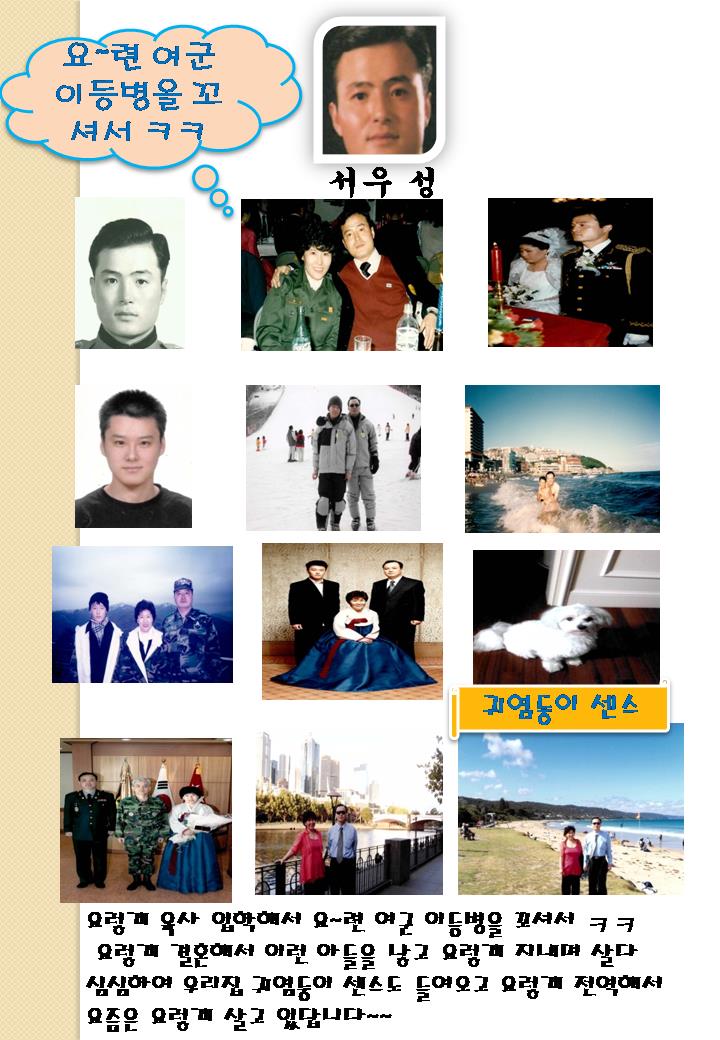 요~련 여군
이등병을 꼬
셔서 ㅋㅋ
서우 성
귀염둥이 센스
요렇게 육사 입학해서 요~련 여군 이등병을 꼬셔서 ㅋㅋ
요렇게 결혼해서 이런 아들을 낳고 요렇게 지내며 살다
심심하여 우리집 귀염둥이 센스도 들여오고 요렇게 전역해서
요즘은 요렇게 살고 있답니다~~